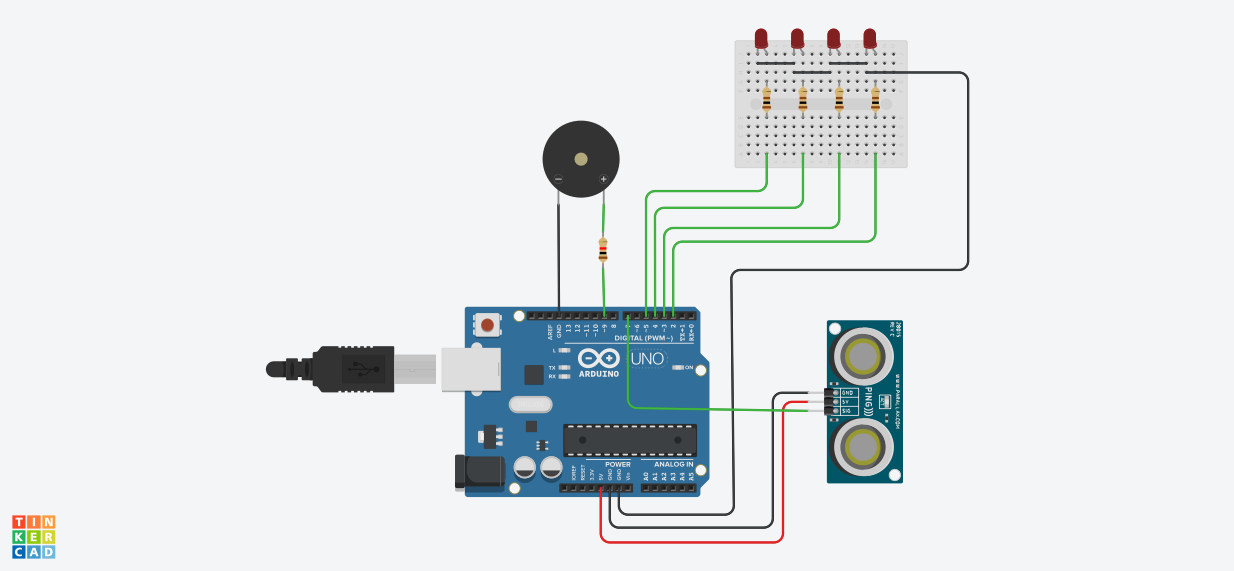 − +
AREF
GND
13
12
~11
~10
~9
8
7
~6
~5
4
~3
2
TX→1
RX←0
DIGITAL (PWM~)
L
TX
RX
ARDUINO
UNO
ON
POWER
ANALOG IN
IOREF
RESET
3.3V
5V
GND
GND
Vin
A0
A1
A2
A3
A4
A5
GND
5V
SIG
PING)))
www.PARALLAX.COM
REV C
TIN
KER
CAD